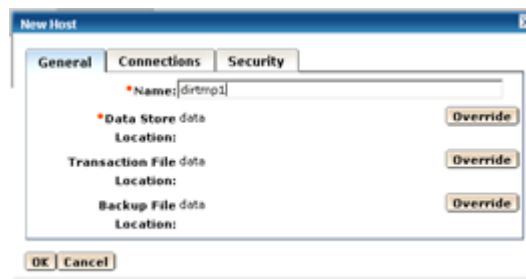 New Host
General Connections Security
*Name: dirtmp1
*Data Store data Override
Location:
Transaction File data Override
Location:
Backup File data Override
Location:
OK Cancel